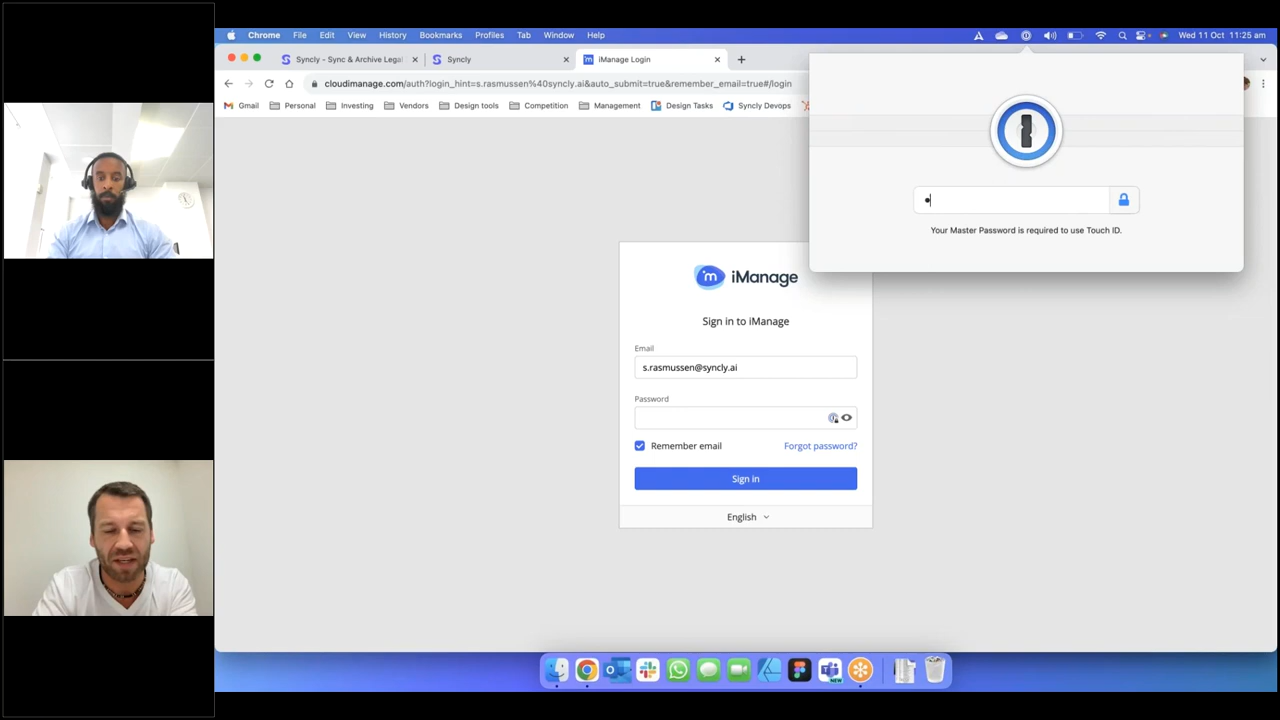 Chrome File Edit View History Bookmarks Profiles Tab Window Help Wed 11 Oct 11:25 am
Syncly - Sync & Archive Legal Syncly iManage Login
cloudimanage.com/auth?login_hint=s.rasmussen%40syncly.ai&auto_submit=true&remember_email=true#/login
Gmail Personal Investing Vendors Design tools Competition Management Design Tasks Syncly Devops
Your Master Password is required to use Touch ID.
iManage
Sign in to iManage
Email
s.rasmussen@syncly.ai
Password
Remember email Forgot password?
Sign in
English
NEW